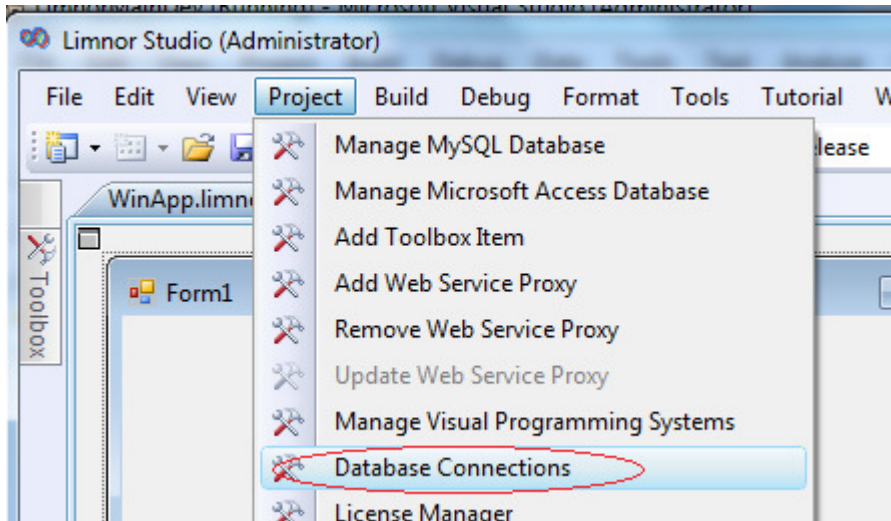 Limnor Studio (Administrator)
File Edit View Project Build Debug Format Tools Tutorial W
Manage MySQL Database
lease
Manage Microsoft Access Database
WinApp.limno
Add Toolbox Item
Toolbox
Add Web Service Proxy
Form1
Remove Web Service Proxy
Update Web Service Proxy
Manage Visual Programming Systems
Database Connections
License Manager